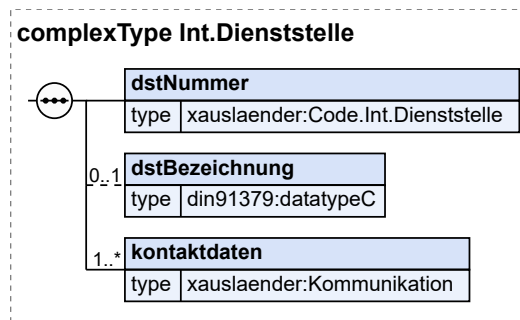 complexType Int.Dienststelle
dstNummer
type xauslaender:Code.Int.Dienststelle
0..1 dstBezeichnung
type din91379:datatypeC
1..* kontaktdaten
type xauslaender:Kommunikation